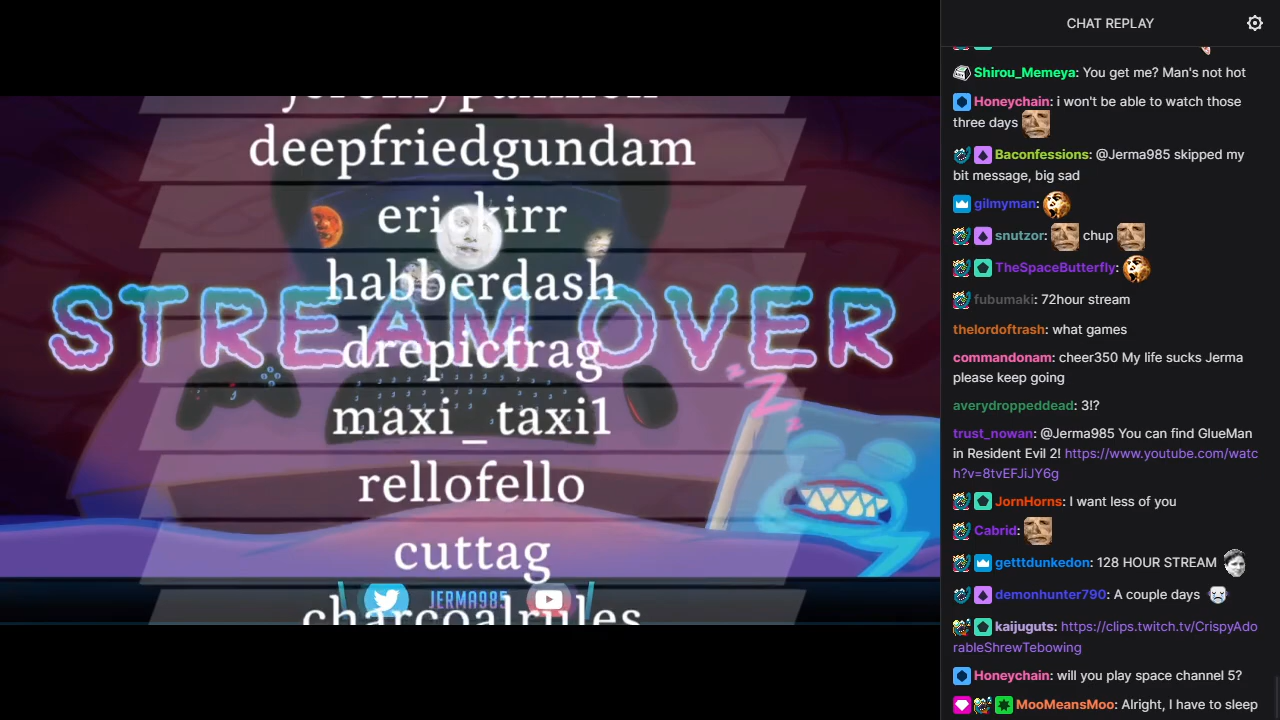 deepfriedgundam
erickirr
habberdash
STREAM OVER
drepicfrag
maxi_taxi1
rellofello
cuttag
JERMA985
charcoalrules
CHAT REPLAY
Shirou_Memeya: You get me? Man's not hot
Honeychain: i won't be able to watch those
three days
Baconfessions: @Jerma985 skipped my
bit message, big sad
gilmyman:
snutzor: chup
TheSpaceButterfly:
fubumaki: 72hour stream
thelordoftrash: what games
commandonam: cheer350 My life sucks Jerma
please keep going
averydroppeddead: 3!?
trust_nowan: @Jerma985 You can find GlueMan
in Resident Evil 2! https://www.youtube.com/watc
h?v=8tvEFJiJY6g
JornHorns: I want less of you
Cabrid:
getttdunkedon: 128 HOUR STREAM
demonhunter790: A couple days
kaijuguts: https://clips.twitch.tv/CrispyAdo
rableShrewTebowing
Honeychain: will you play space channel 5?
MooMeansMoo: Alright, I have to sleep